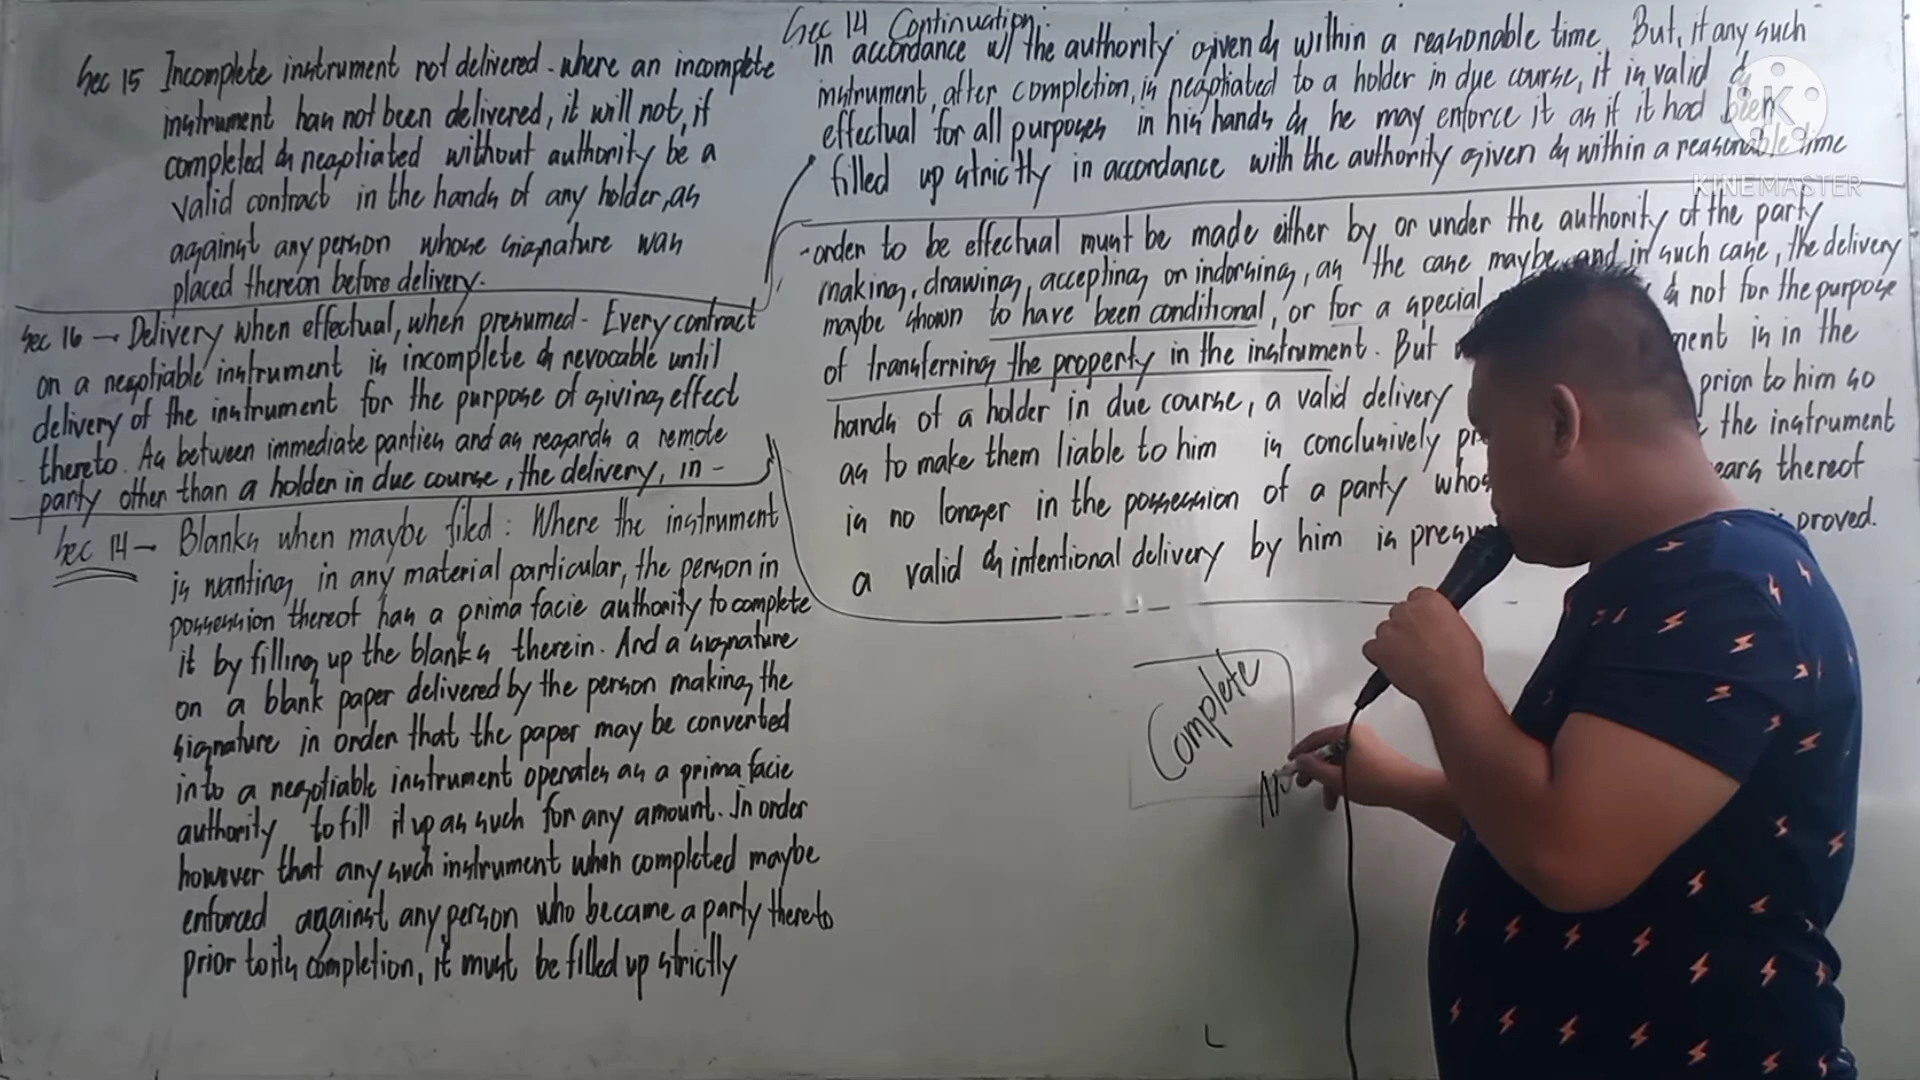 Sec 15 Incomplete instrument not delivered - where an incomplete
instrument has not been delivered, it will not, if
completed & negotiated without authority be a
valid contract in the hands of any holder, as
against any person whose signature was
placed thereon before delivery.
Sec 16 - Delivery when effectual, when presumed - Every contract
on a negotiable instrument is incomplete & revocable until
delivery of the instrument for the purpose of giving effect
thereto. As between immediate parties and as regards a remote
party other than a holder in due course, the delivery, in -
Sec 14 - Blanks when maybe filed: Where the instrument
is wanting in any material particular, the person in
possession thereof has a prima facie authority to complete
it by filling up the blanks therein. And a signature
on a blank paper delivered by the person making the
signature in order that the paper may be converted
into a negotiable instrument operates as a prima facie
authority to fill it up as such for any amount. In order
however that any such instrument when completed maybe
enforced against any person who became a party thereto
prior to its completion, it must be filled up strictly
Sec 14 Continuation:
in accordance w/ the authority given & within a reasonable time. But, if any such
instrument, after completion, is negotiated to a holder in due course, it is valid &
effectual for all purposes in his hands & he may enforce it as if it had been
filled up strictly in accordance with the authority given & within a reasonable time
- order to be effectual must be made either by or under the authority of the party
making, drawing, accepting or indorsing, as the case maybe and in such case, the delivery
maybe shown to have been conditional, or for a special & not for the purpose
of transferring the property in the instrument. But is in the
hands of a holder in due course, a valid delivery prior to him so
as to make them liable to him is conclusively the instrument
is no longer in the possession of a party thereof
a valid & intentional delivery by him is proved.
Complete
KINEMASTER